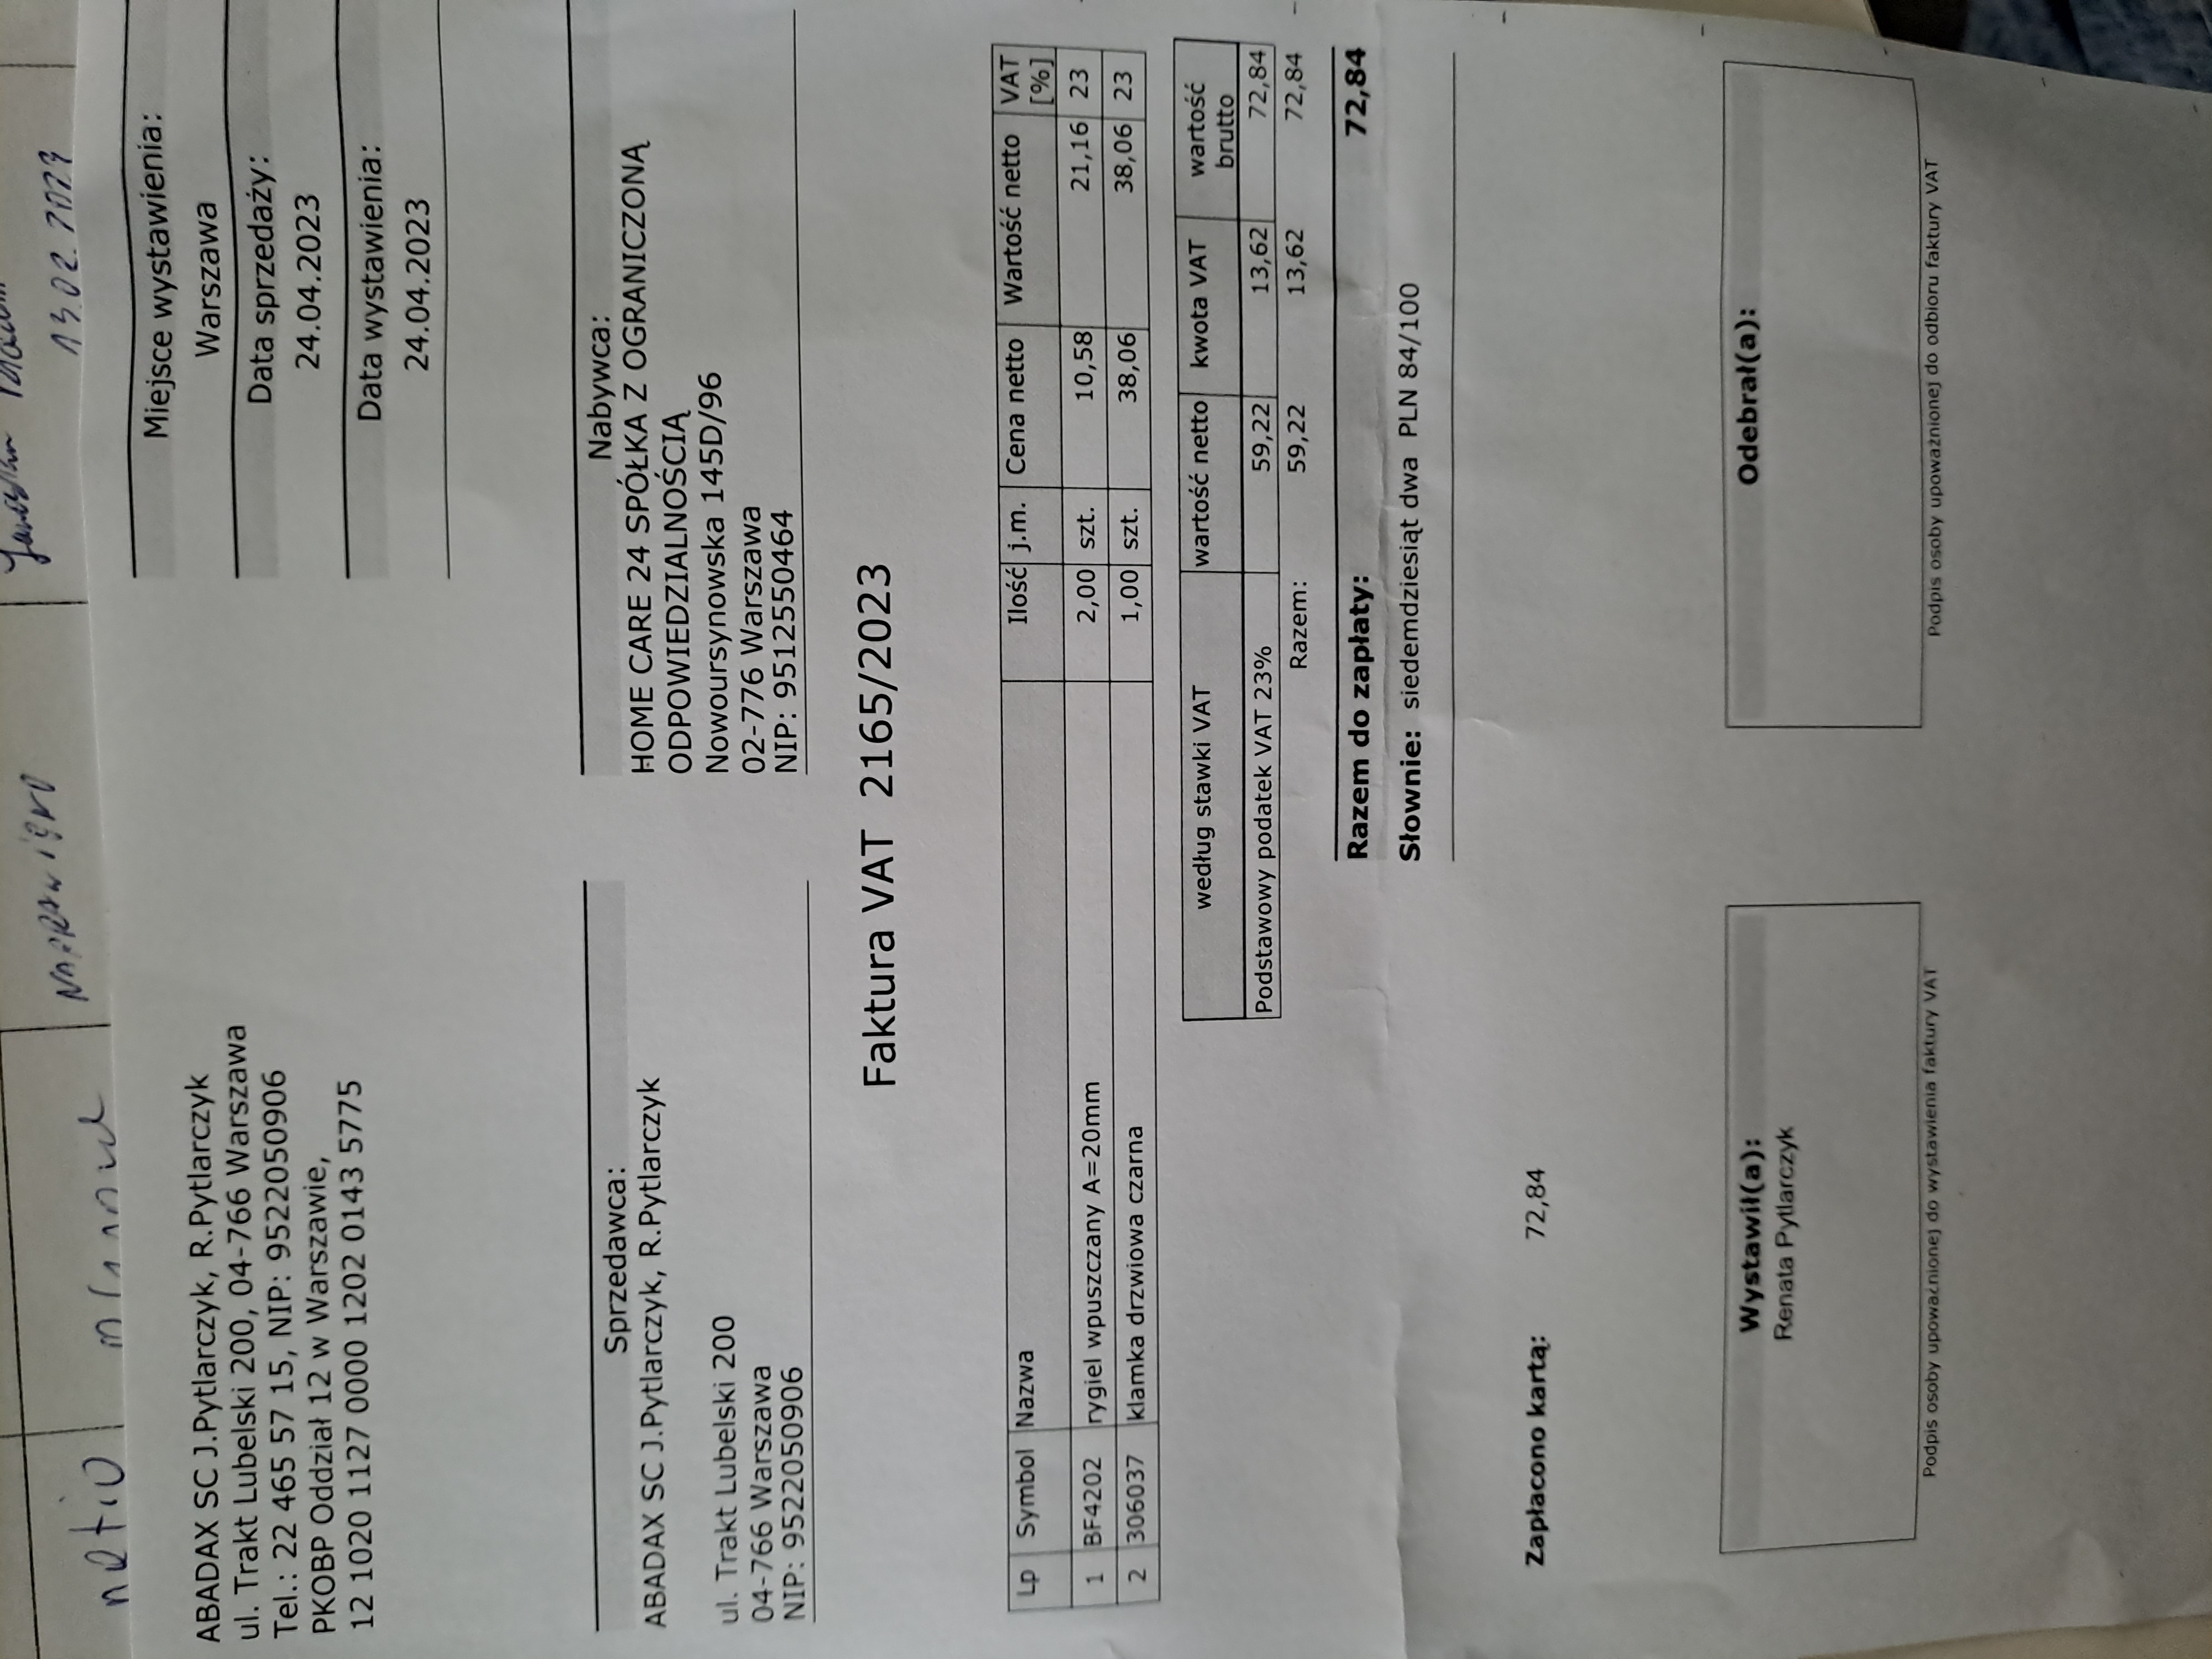 netto
NAPRAWIONO
13.02.2023
ABADAX SC J.Pytlarczyk, R.Pytlarczyk
ul. Trakt Lubelski 200, 04-766 Warszawa
Tel.: 22 465 57 15, NIP: 9522050906
PKOBP Oddział 12 w Warszawie,
12 1020 1127 0000 1202 0143 5775
Miejsce wystawienia:
Warszawa
Data sprzedaży:
24.04.2023
Data wystawienia:
24.04.2023
Sprzedawca:
ABADAX SC J.Pytlarczyk, R.Pytlarczyk
ul. Trakt Lubelski 200
04-766 Warszawa
NIP: 9522050906
Nabywca:
HOME CARE 24 SPÓŁKA Z OGRANICZONĄ
ODPOWIEDZIALNOŚCIĄ
Nowoursynowska 145D/96
02-776 Warszawa
NIP: 9512550464
Faktura VAT 2165/2023
Lp Symbol Nazwa Ilość j.m. Cena netto Wartość netto VAT [%]
1 BF4202 rygiel wpuszczany A=20mm 2,00 szt. 10,58 21,16 23
2 306037 klamka drzwiowa czarna 1,00 szt. 38,06 38,06 23
według stawki VAT wartość netto kwota VAT wartość brutto
Podstawowy podatek VAT 23% 59,22 13,62 72,84
Razem: 59,22 13,62 72,84
Razem do zapłaty: 72,84
Słownie: siedemdziesiąt dwa PLN 84/100
Zapłacono kartą: 72,84
Wystawił(a):
Renata Pytlarczyk
Podpis osoby upoważnionej do wystawienia faktury VAT
Odebrał(a):
Podpis osoby upoważnionej do odbioru faktury VAT